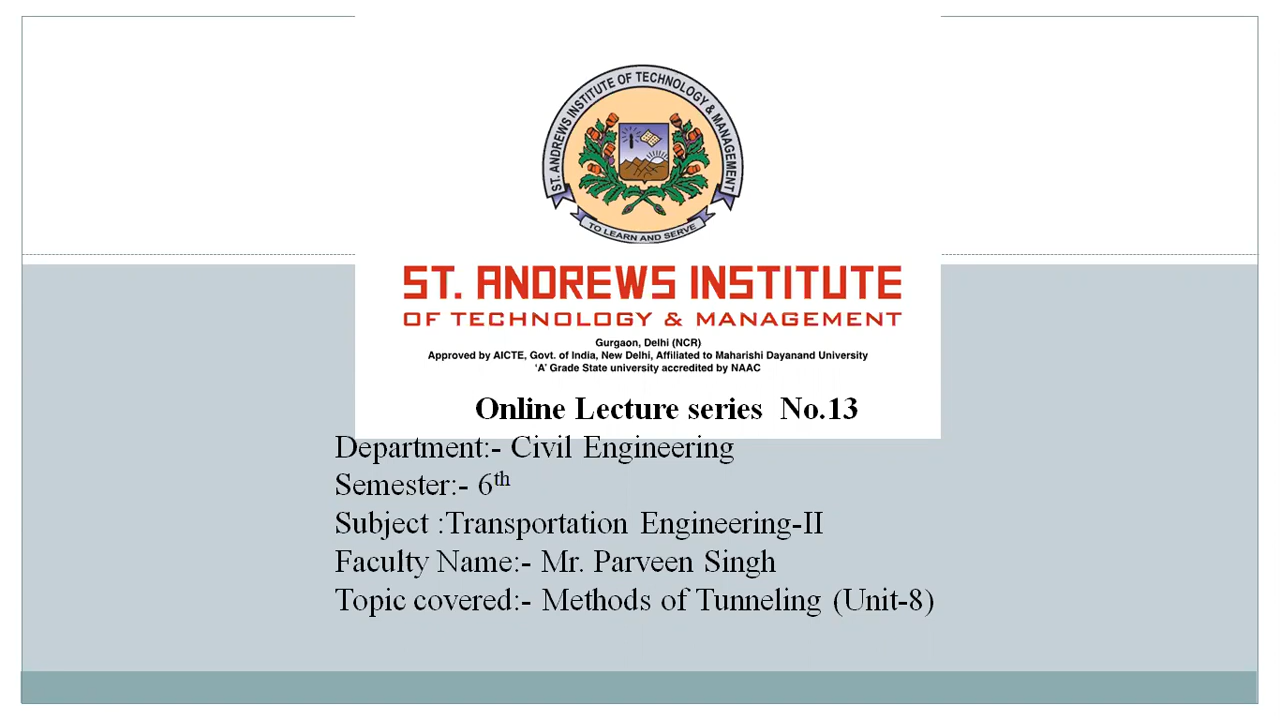 ST. ANDREWS INSTITUTE OF TECHNOLOGY & MANAGEMENT
TO LEARN AND SERVE
ST. ANDREWS INSTITUTE
OF TECHNOLOGY & MANAGEMENT
Gurgaon, Delhi (NCR)
Approved by AICTE, Govt. of India, New Delhi, Affiliated to Maharishi Dayanand University
‘A’ Grade State university accredited by NAAC
Online Lecture series No.13
Department:- Civil Engineering
Semester:- 6th
Subject :Transportation Engineering-II
Faculty Name:- Mr. Parveen Singh
Topic covered:- Methods of Tunneling (Unit-8)